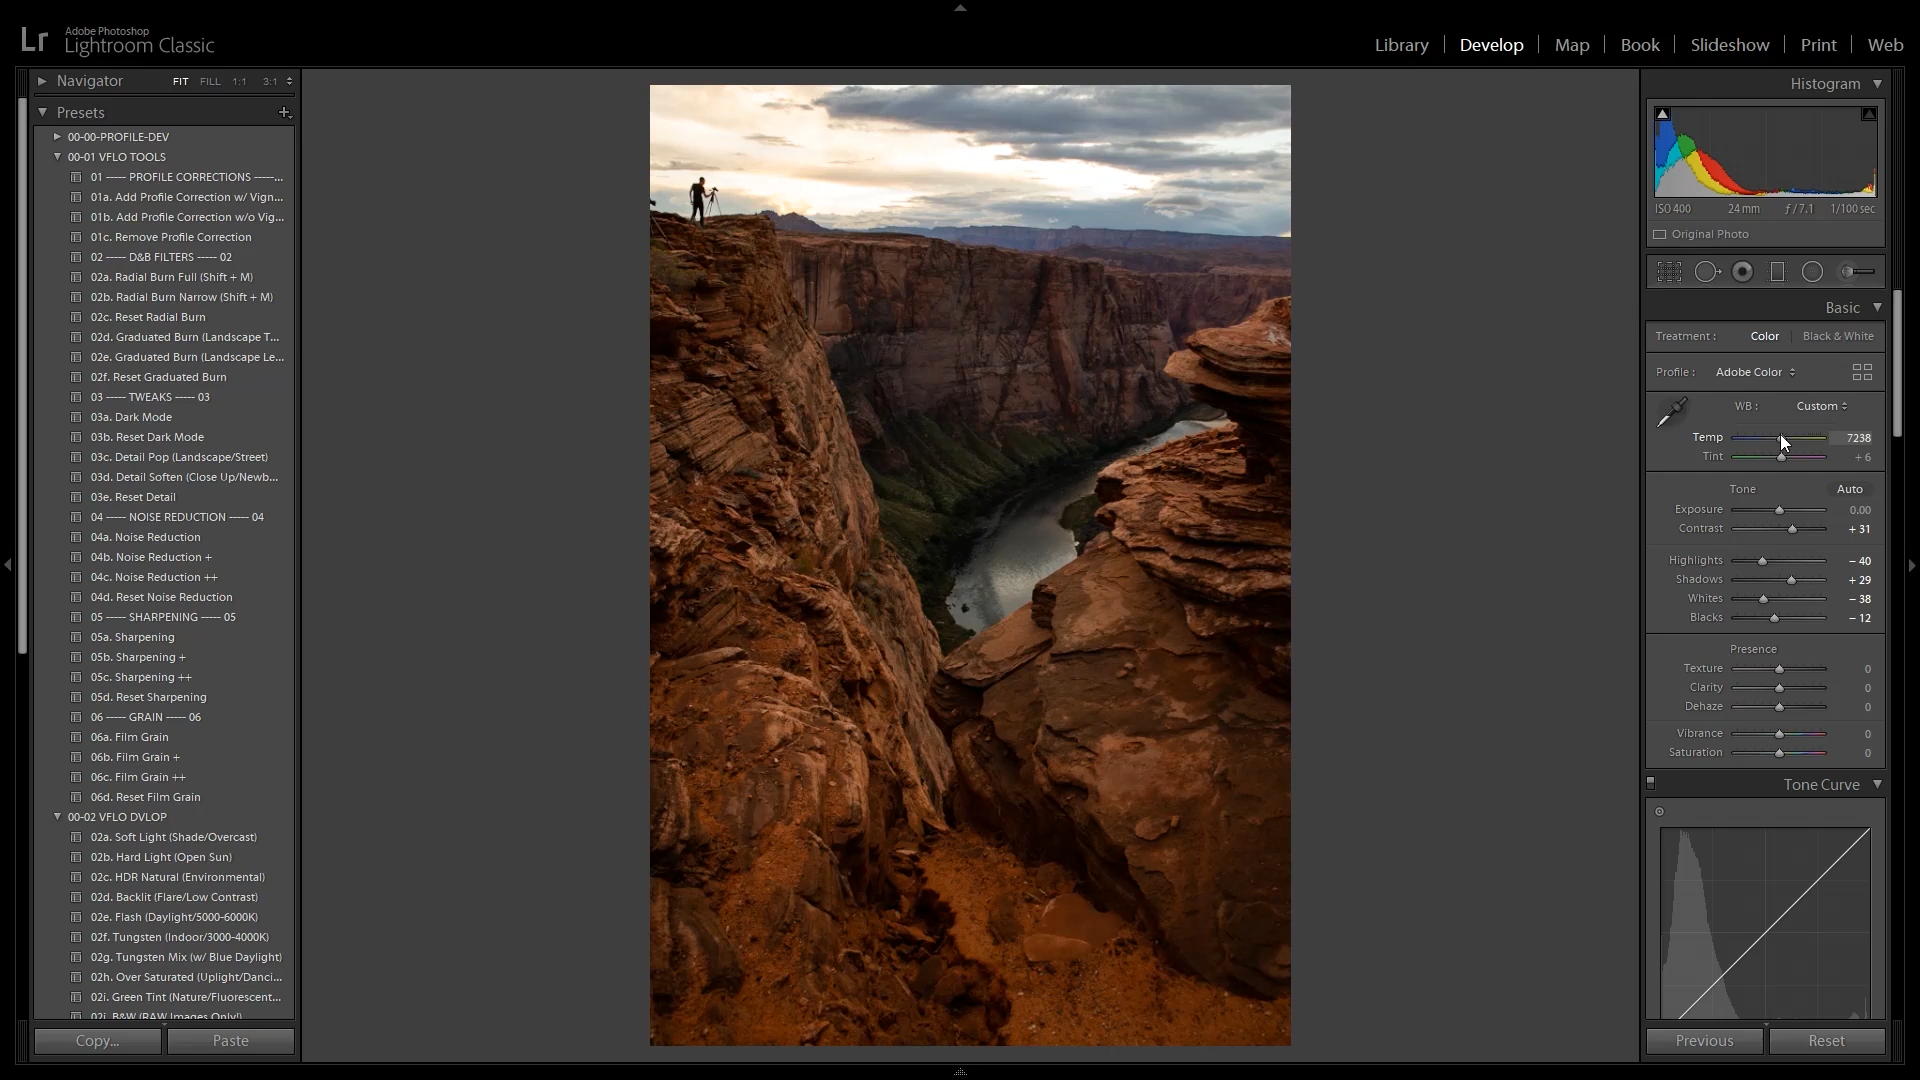 Lr
Adobe Photoshop
Lightroom Classic
Library
Develop
Map
Book
Slideshow
Print
Web
Navigator
FIT
FILL
1:1
3:1
Presets
00-00-PROFILE-DEV
00-01 VFLO TOOLS
01 ----- PROFILE CORRECTIONS -----...
01a. Add Profile Correction w/ Vign...
01b. Add Profile Correction w/o Vig...
01c. Remove Profile Correction
02 ----- D&B FILTERS ----- 02
02a. Radial Burn Full (Shift + M)
02b. Radial Burn Narrow (Shift + M)
02c. Reset Radial Burn
02d. Graduated Burn (Landscape T...
02e. Graduated Burn (Landscape Le...
02f. Reset Graduated Burn
03 ----- TWEAKS ----- 03
03a. Dark Mode
03b. Reset Dark Mode
03c. Detail Pop (Landscape/Street)
03d. Detail Soften (Close Up/Newb...
03e. Reset Detail
04 ----- NOISE REDUCTION ----- 04
04a. Noise Reduction
04b. Noise Reduction +
04c. Noise Reduction ++
04d. Reset Noise Reduction
05 ----- SHARPENING ----- 05
05a. Sharpening
05b. Sharpening +
05c. Sharpening ++
05d. Reset Sharpening
06 ----- GRAIN ----- 06
06a. Film Grain
06b. Film Grain +
06c. Film Grain ++
06d. Reset Film Grain
00-02 VFLO DVLOP
02a. Soft Light (Shade/Overcast)
02b. Hard Light (Open Sun)
02c. HDR Natural (Environmental)
02d. Backlit (Flare/Low Contrast)
02e. Flash (Daylight/5000-6000K)
02f. Tungsten (Indoor/3000-4000K)
02g. Tungsten Mix (w/ Blue Daylight)
02h. Over Saturated (Uplight/Danci...
02i. Green Tint (Nature/Fluorescent...
02j. B&W (RAW Images Only!)
Copy...
Paste
Histogram
ISO 400
24 mm
ƒ / 7.1
1/100 sec
Original Photo
Basic
Treatment :
Color
Black & White
Profile :
Adobe Color
WB :
Custom
Temp
7238
Tint
+ 6
Tone
Auto
Exposure
0.00
Contrast
+ 31
Highlights
− 40
Shadows
+ 29
Whites
− 38
Blacks
− 12
Presence
Texture
0
Clarity
0
Dehaze
0
Vibrance
0
Saturation
0
Tone Curve
Previous
Reset